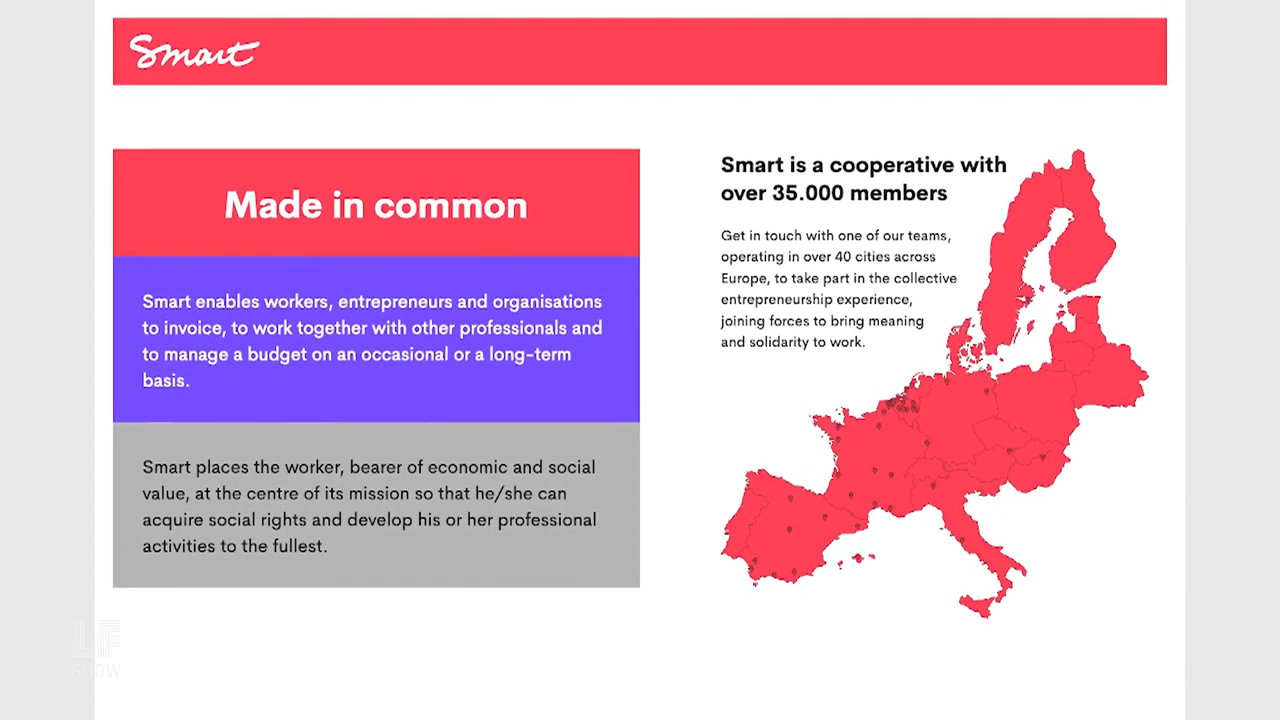 Smart
Made in common
Smart enables workers, entrepreneurs and organisations
to invoice, to work together with other professionals and
to manage a budget on an occasional or a long-term
basis.
Smart places the worker, bearer of economic and social
value, at the centre of its mission so that he/she can
acquire social rights and develop his or her professional
activities to the fullest.
Smart is a cooperative with
over 35.000 members
Get in touch with one of our teams,
operating in over 40 cities across
Europe, to take part in the collective
entrepreneurship experience,
joining forces to bring meaning
and solidarity to work.
LF
SHOW